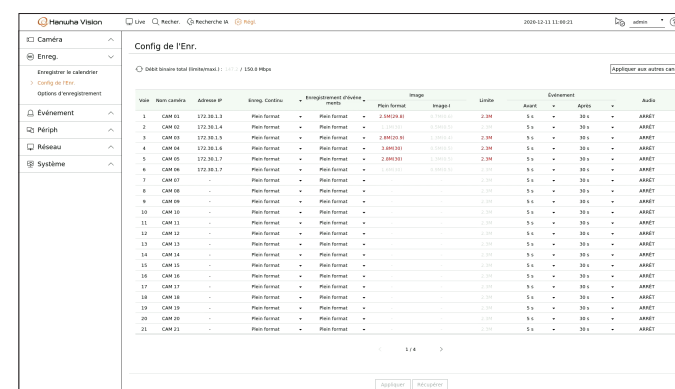 Hanwha Vision
Live Recher. Recherche IA Régl. 2020-12-11 11:00:21 admin
Caméra
Enreg.
Enregistrer le calendrier
Config de l'Enr.
Options d'enregistrement
Événement
Périph
Réseau
Système
Config de l'Enr.
Débit binaire total (limite/maxi.) : / 150.0 Mbps
Appliquer aux autres can
Voie Nom caméra Adresse IP Enreg. Continu Enregistrement d'événements Image Limite Événement Audio
Plein format Image-I Avant Après
1 CAM 01 172.30.1.3 Plein format Plein format 2.5M(29.8) 2.3M 5 s 30 s ARRÊT
2 CAM 02 172.30.1.4 Plein format Plein format 5 s 30 s ARRÊT
3 CAM 03 172.30.1.5 Plein format Plein format 2.8M(20.8) 2.3M 5 s 30 s ARRÊT
4 CAM 04 172.30.1.6 Plein format Plein format 3.8M(30) 2.3M 5 s 30 s ARRÊT
5 CAM 05 172.30.1.7 Plein format Plein format 2.8M(30) 2.3M 5 s 30 s ARRÊT
6 CAM 06 172.30.1.7 Plein format Plein format 5 s 30 s ARRÊT
7 CAM 07 - Plein format Plein format 5 s 30 s ARRÊT
8 CAM 08 - Plein format Plein format 5 s 30 s ARRÊT
9 CAM 09 - Plein format Plein format 5 s 30 s ARRÊT
10 CAM 10 - Plein format Plein format 5 s 30 s ARRÊT
11 CAM 11 - Plein format Plein format 5 s 30 s ARRÊT
12 CAM 12 - Plein format Plein format 5 s 30 s ARRÊT
13 CAM 13 - Plein format Plein format 5 s 30 s ARRÊT
14 CAM 14 - Plein format Plein format 5 s 30 s ARRÊT
15 CAM 15 - Plein format Plein format 5 s 30 s ARRÊT
16 CAM 16 - Plein format Plein format 5 s 30 s ARRÊT
17 CAM 17 - Plein format Plein format 5 s 30 s ARRÊT
18 CAM 18 - Plein format Plein format 5 s 30 s ARRÊT
19 CAM 19 - Plein format Plein format 5 s 30 s ARRÊT
20 CAM 20 - Plein format Plein format 5 s 30 s ARRÊT
21 CAM 21 - Plein format Plein format 5 s 30 s ARRÊT
1 / 4
Appliquer Récupérer